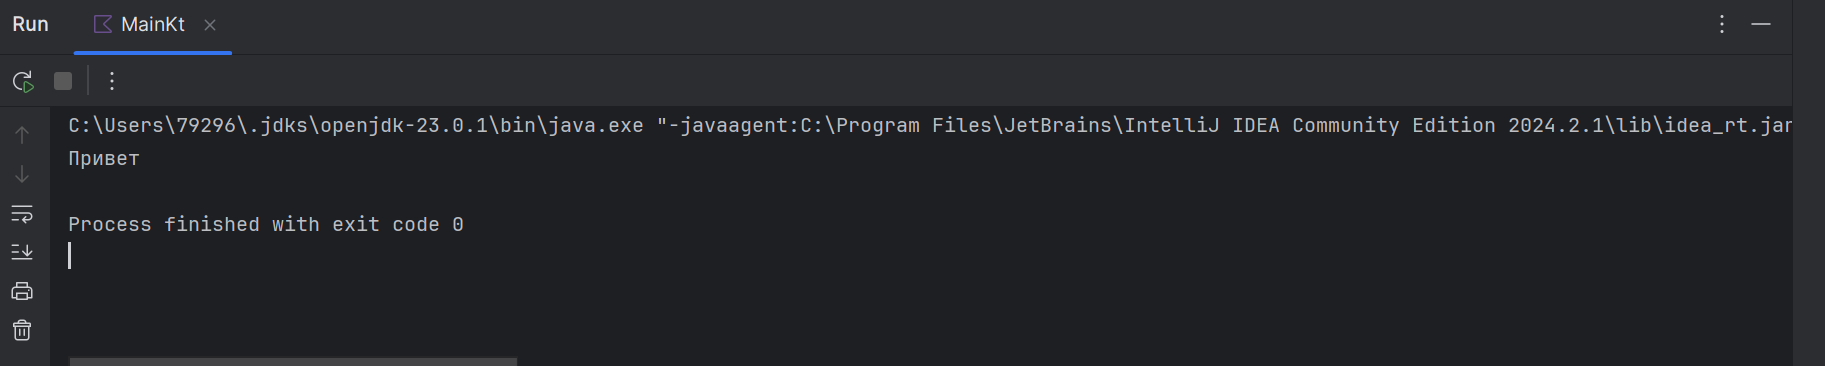 Run MainKt
C:\Users\79296\.jdks\openjdk-23.0.1\bin\java.exe "-javaagent:C:\Program Files\JetBrains\IntelliJ IDEA Community Edition 2024.2.1\lib\idea_rt.jar
Привет
Process finished with exit code 0